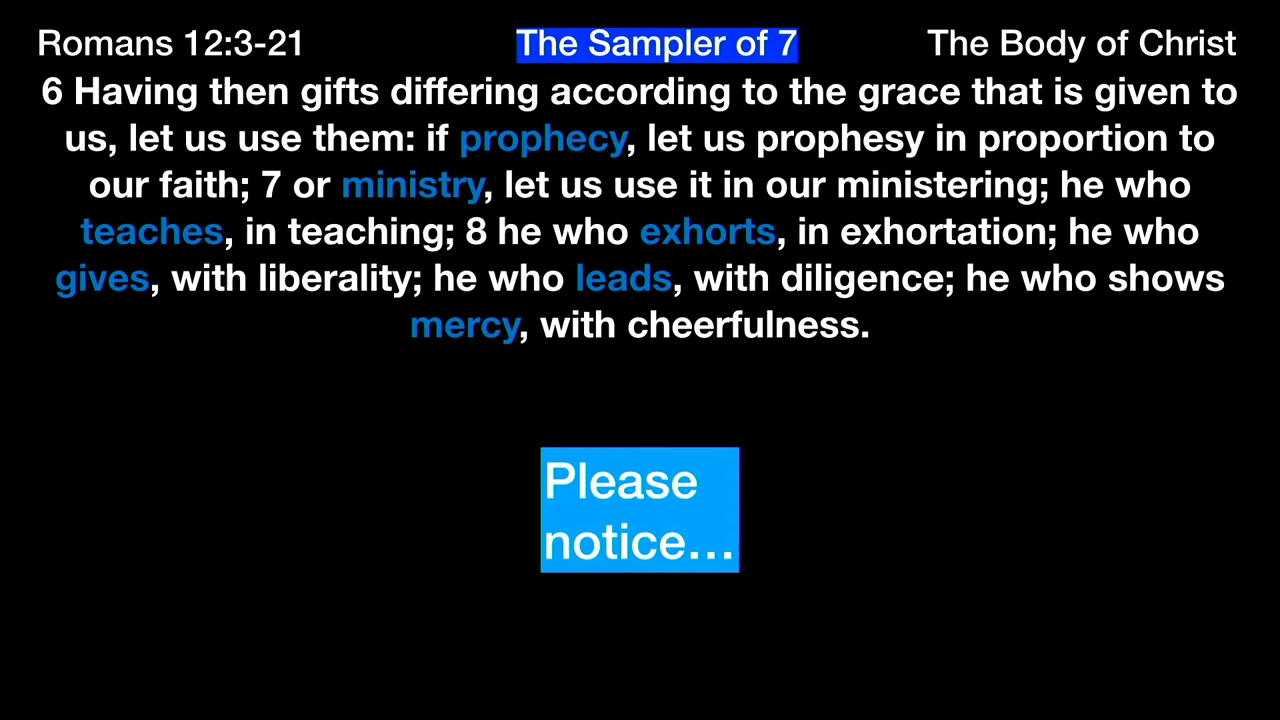 Romans 12:3-21
The Sampler of 7
The Body of Christ
6 Having then gifts differing according to the grace that is given to
us, let us use them: if prophecy, let us prophesy in proportion to
our faith; 7 or ministry, let us use it in our ministering; he who
teaches, in teaching; 8 he who exhorts, in exhortation; he who
gives, with liberality; he who leads, with diligence; he who shows
mercy, with cheerfulness.
Please
notice…